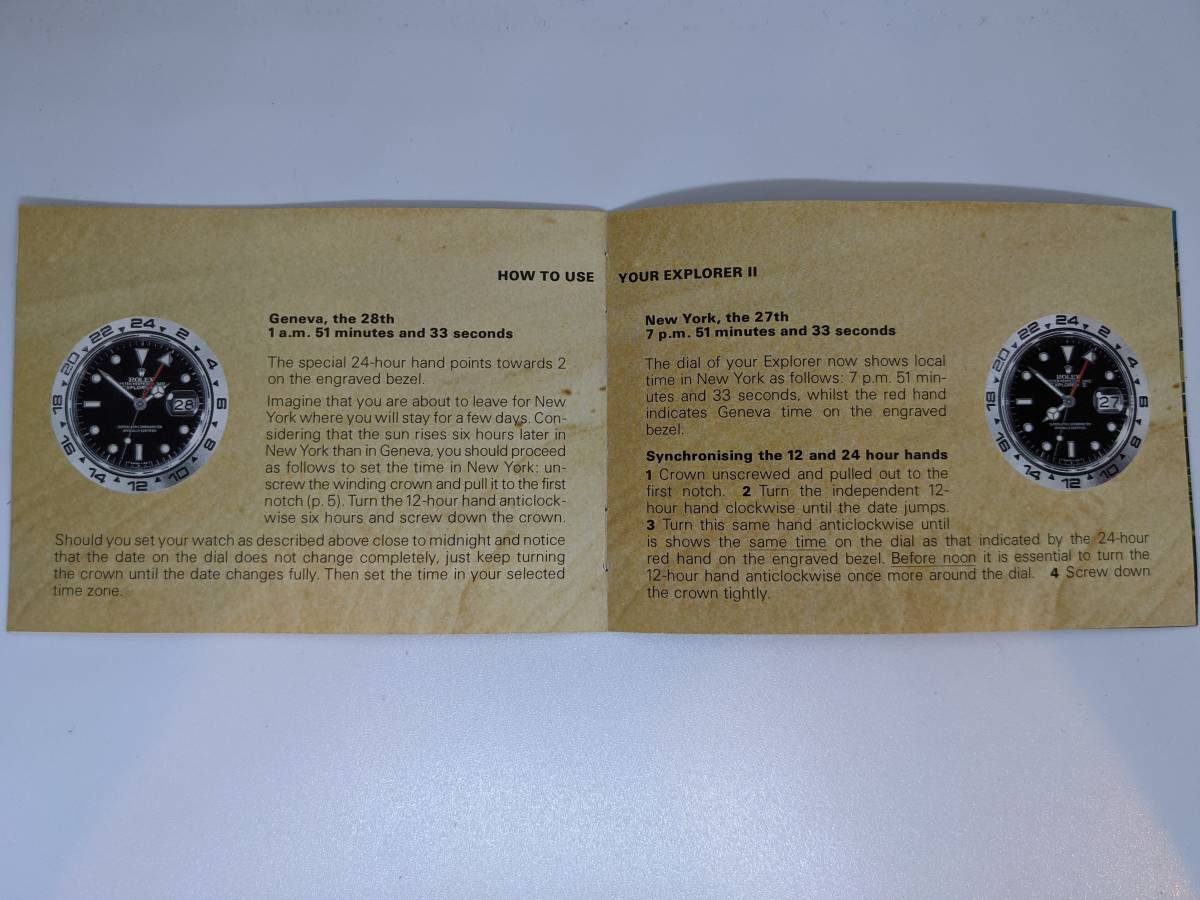 HOW TO USE
Geneva, the 28th
1 a.m. 51 minutes and 33 seconds
The special 24-hour hand points towards 2
on the engraved bezel.
Imagine that you are about to leave for New
York where you will stay for a few days. Con-
sidering that the sun rises six hours later in
New York than in Geneva, you should proceed
as follows to set the time in New York: un-
screw the winding crown and pull it to the first
notch (p. 5). Turn the 12-hour hand anticlock-
wise six hours and screw down the crown.
Should you set your watch as described above close to midnight and notice
that the date on the dial does not change completely, just keep turning
the crown until the date changes fully. Then set the time in your selected
time zone.
24
2
4
6
8
10
12
14
16
18
20
22
ROLEX
28
YOUR EXPLORER II
New York, the 27th
7 p.m. 51 minutes and 33 seconds
The dial of your Explorer now shows local
time in New York as follows: 7 p.m. 51 min-
utes and 33 seconds, whilst the red hand
indicates Geneva time on the engraved
bezel.
Synchronising the 12 and 24 hour hands
1 Crown unscrewed and pulled out to the
first notch. 2 Turn the independent 12-
hour hand clockwise until the date jumps.
3 Turn this same hand anticlockwise until
is shows the same time on the dial as that indicated by the 24-hour
red hand on the engraved bezel. Before noon it is essential to turn the
12-hour hand anticlockwise once more around the dial. 4 Screw down
the crown tightly.
24
2
4
6
8
10
12
14
16
18
20
22
ROLEX
27